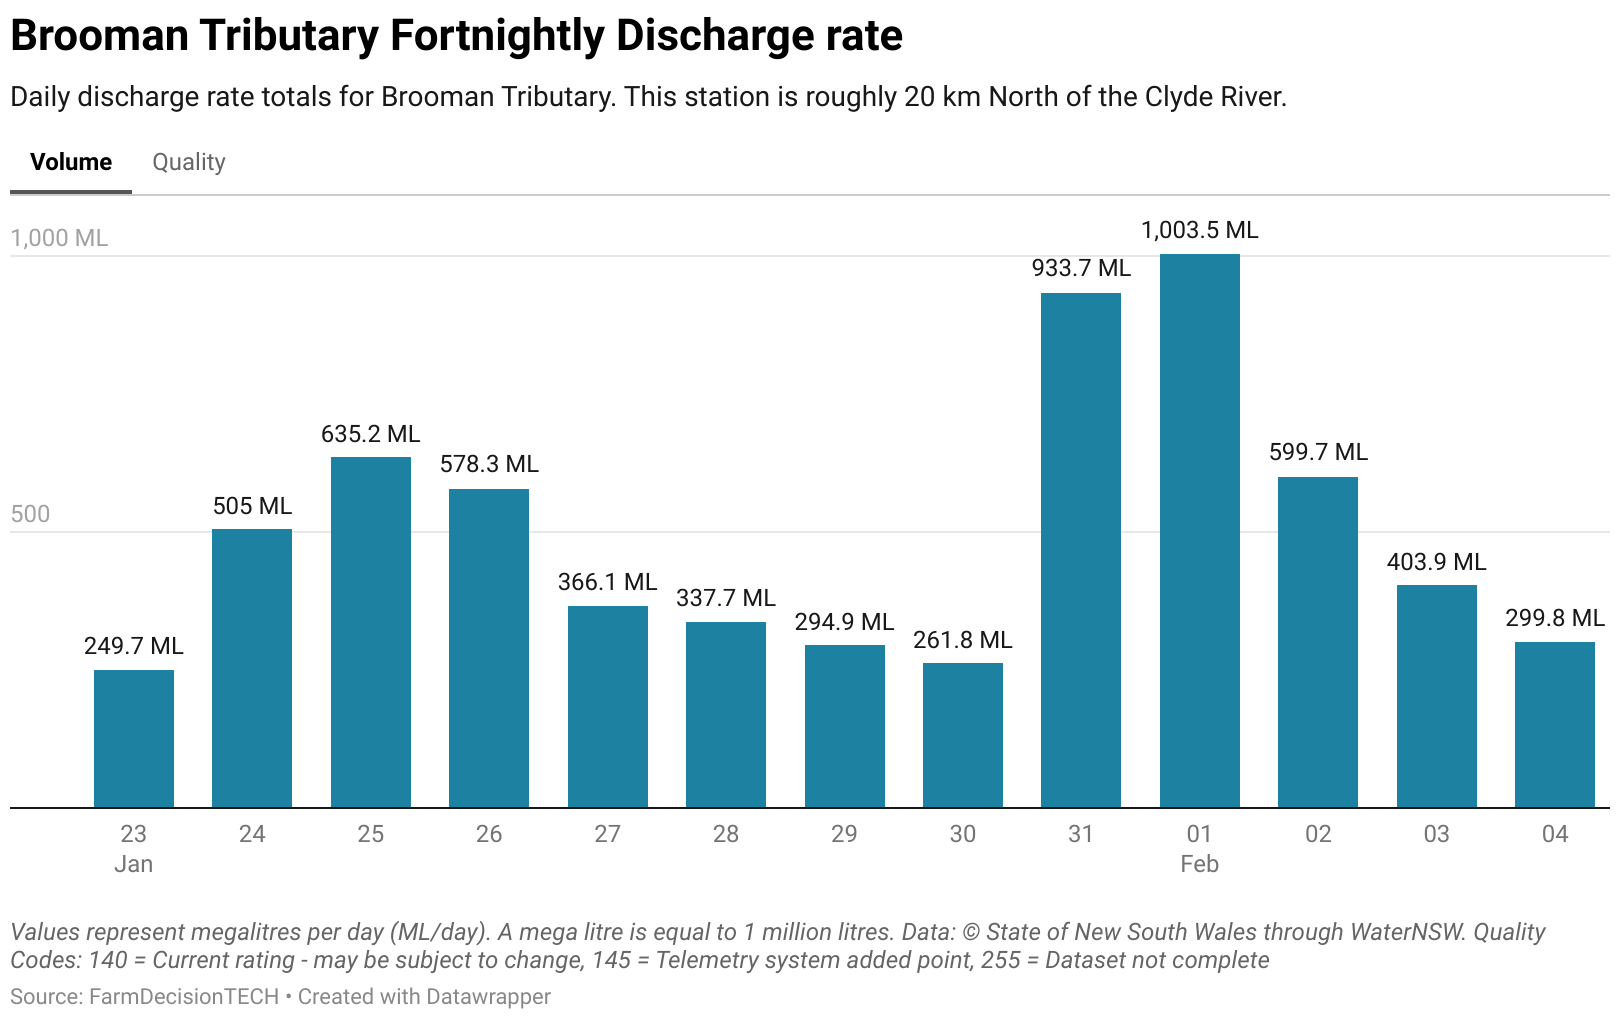 Brooman Tributary Fortnightly Discharge rate
Daily discharge rate totals for Brooman Tributary. This station is roughly 20 km North of the Clyde River.
Volume Quality
1,000 ML
500
249.7 ML
505 ML
635.2 ML
578.3 ML
366.1 ML
337.7 ML
294.9 ML
261.8 ML
933.7 ML
1,003.5 ML
599.7 ML
403.9 ML
299.8 ML
23 24 25 26 27 28 29 30 31 01 02 03 04
Jan Feb
Values represent megalitres per day (ML/day). A mega litre is equal to 1 million litres. Data: © State of New South Wales through WaterNSW. Quality
Codes: 140 = Current rating - may be subject to change, 145 = Telemetry system added point, 255 = Dataset not complete
Source: FarmDecisionTECH • Created with Datawrapper